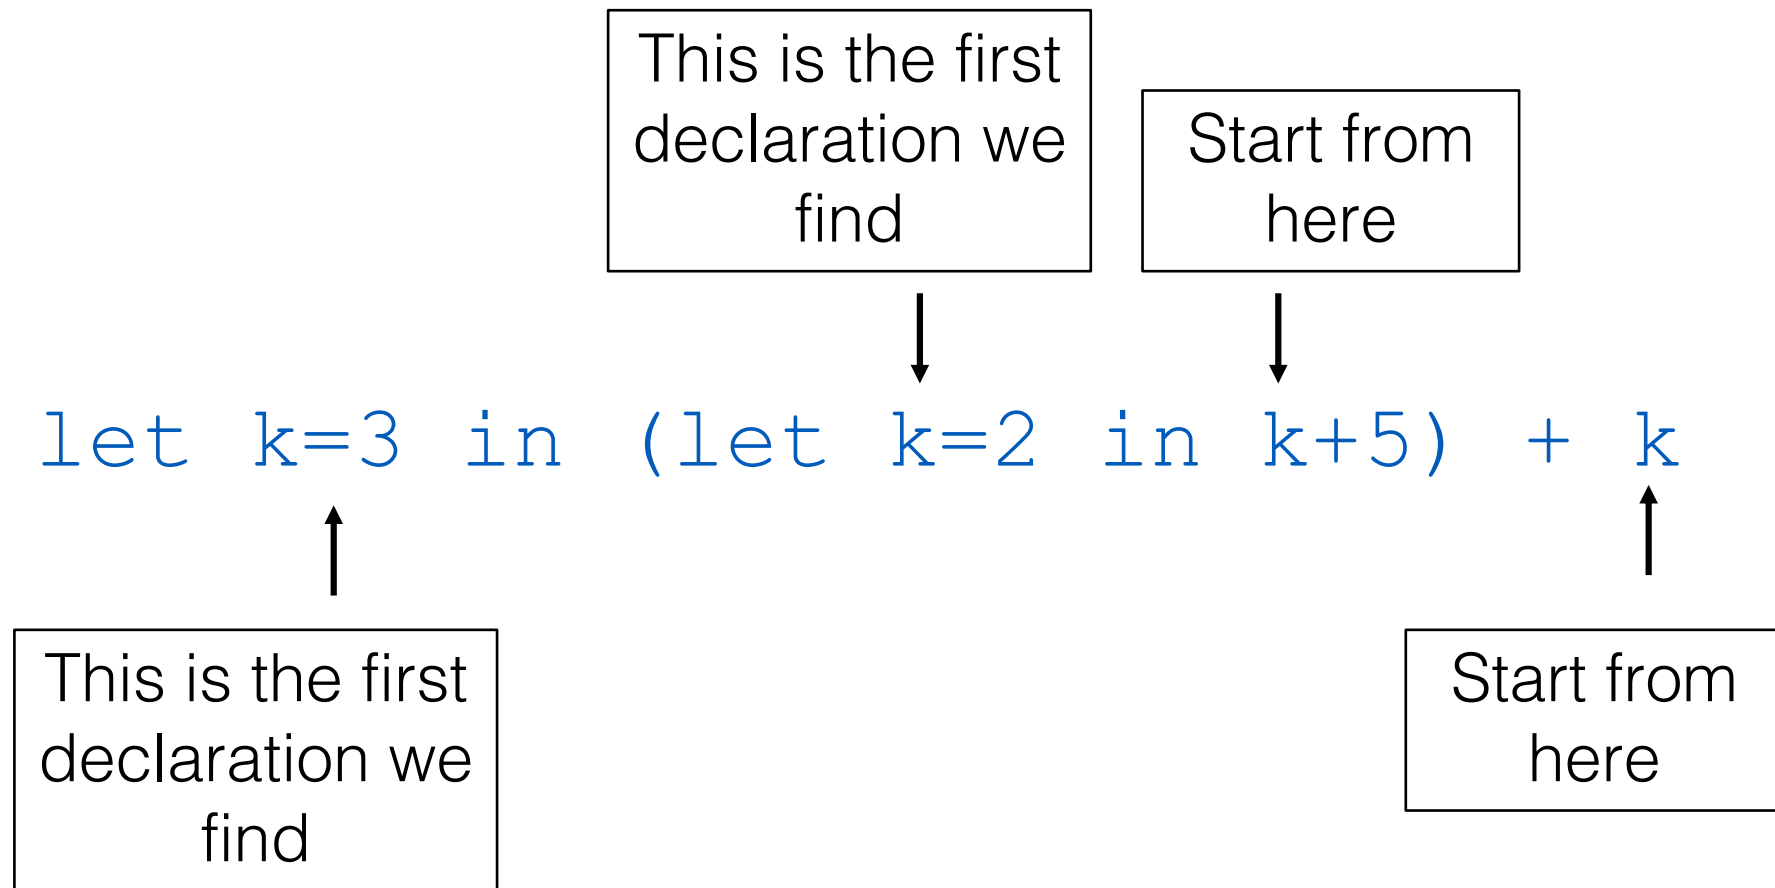 This is the first
declaration we
find
Start from
here
let k=3 in (let k=2 in k+5) + k
This is the first
declaration we
find
Start from
here